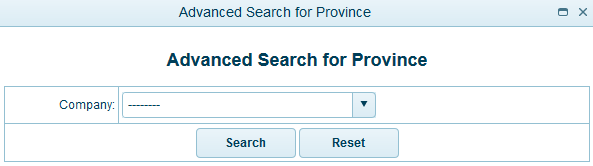 Advanced Search for Province
Advanced Search for Province
Company: --------
Search Reset